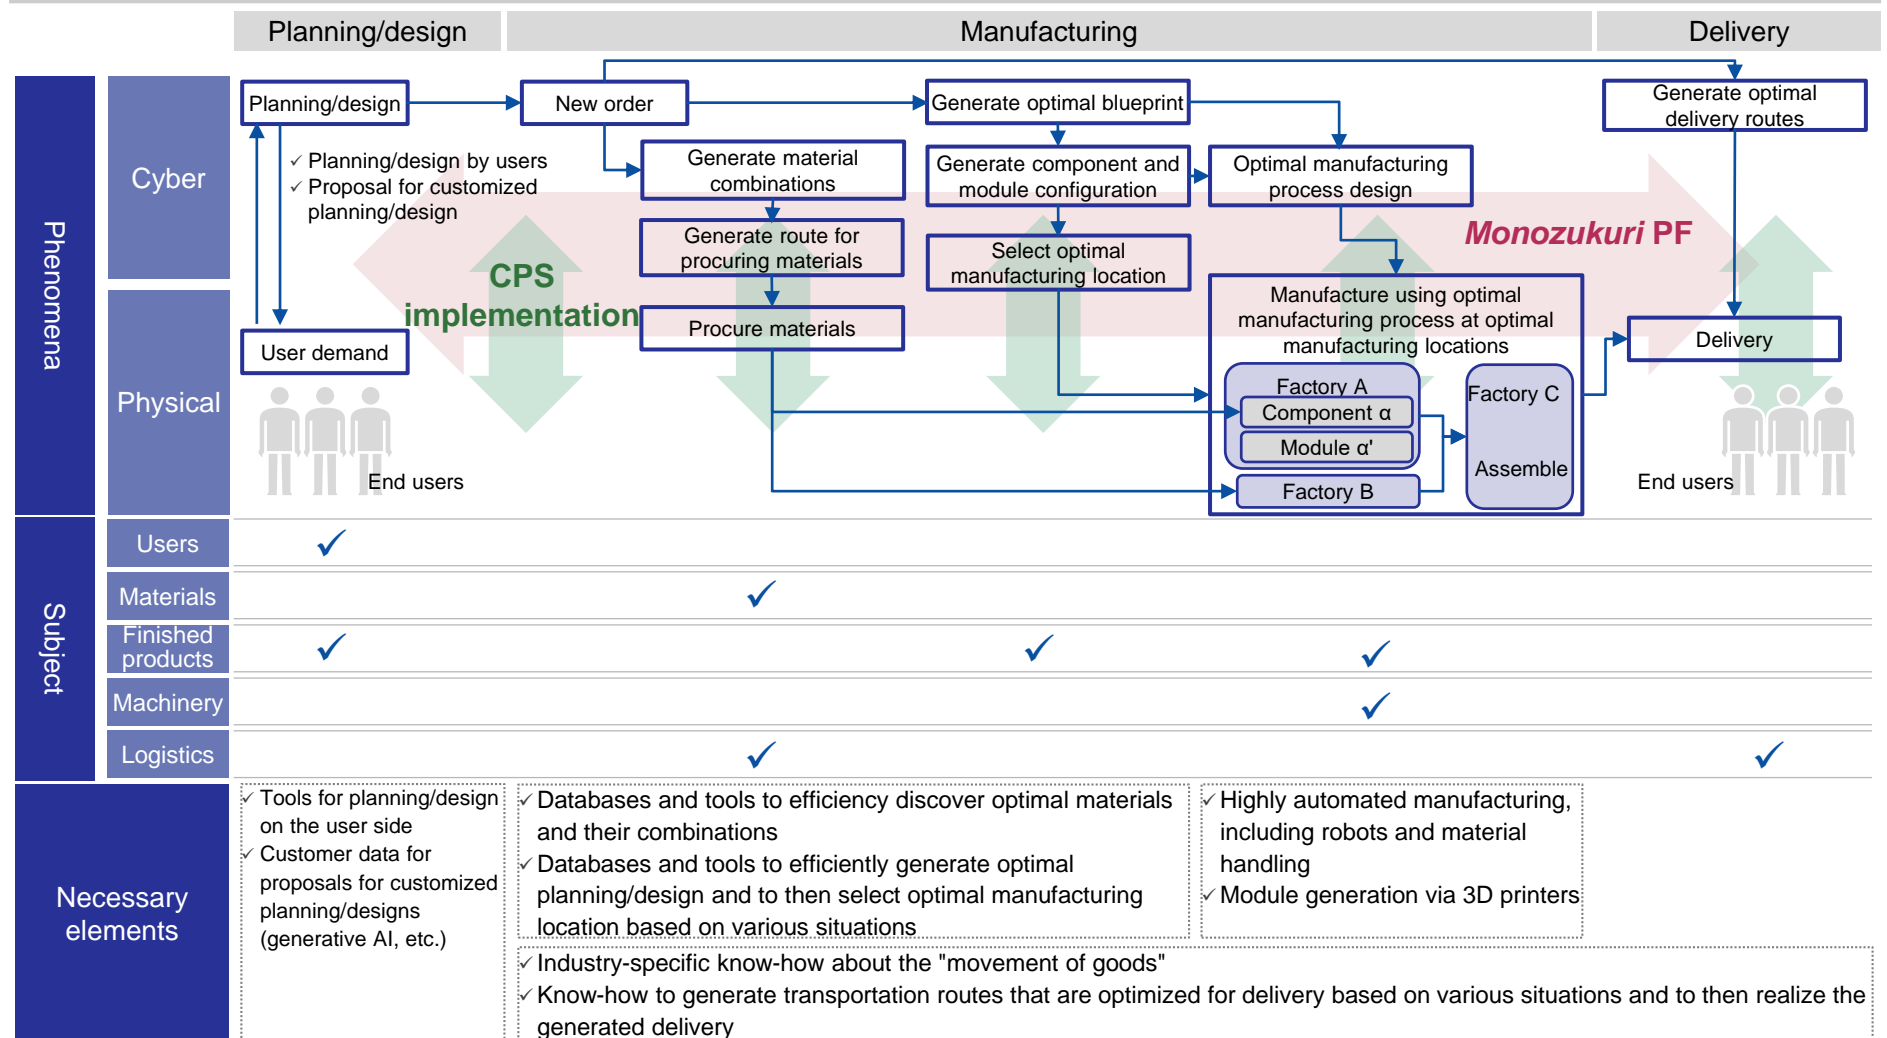 Planning/design
Manufacturing
Delivery
Phenomena
Cyber
Physical
Planning/design
New order
Generate optimal blueprint
Generate optimal
delivery routes
✓ Planning/design by users
✓ Proposal for customized
planning/design
Generate material
combinations
Generate component and
module configuration
Optimal manufacturing
process design
Generate route for
procuring materials
Select optimal
manufacturing location
Monozukuri PF
CPS
implementation
Procure materials
User demand
Manufacture using optimal
manufacturing process at optimal
manufacturing locations
Delivery
Factory A
Component α
Module α'
Factory B
Factory C
Assemble
End users
End users
Subject
Users
✓
Materials
✓
Finished
products
✓ ✓ ✓
Machinery
✓
Logistics
✓ ✓
Necessary
elements
✓ Tools for planning/design
on the user side
✓ Customer data for
proposals for customized
planning/designs
(generative AI, etc.)
✓ Databases and tools to efficiency discover optimal materials
and their combinations
✓ Databases and tools to efficiently generate optimal
planning/design and to then select optimal manufacturing
location based on various situations
✓ Highly automated manufacturing,
including robots and material
handling
✓ Module generation via 3D printers
✓ Industry-specific know-how about the "movement of goods"
✓ Know-how to generate transportation routes that are optimized for delivery based on various situations and to then realize the
generated delivery